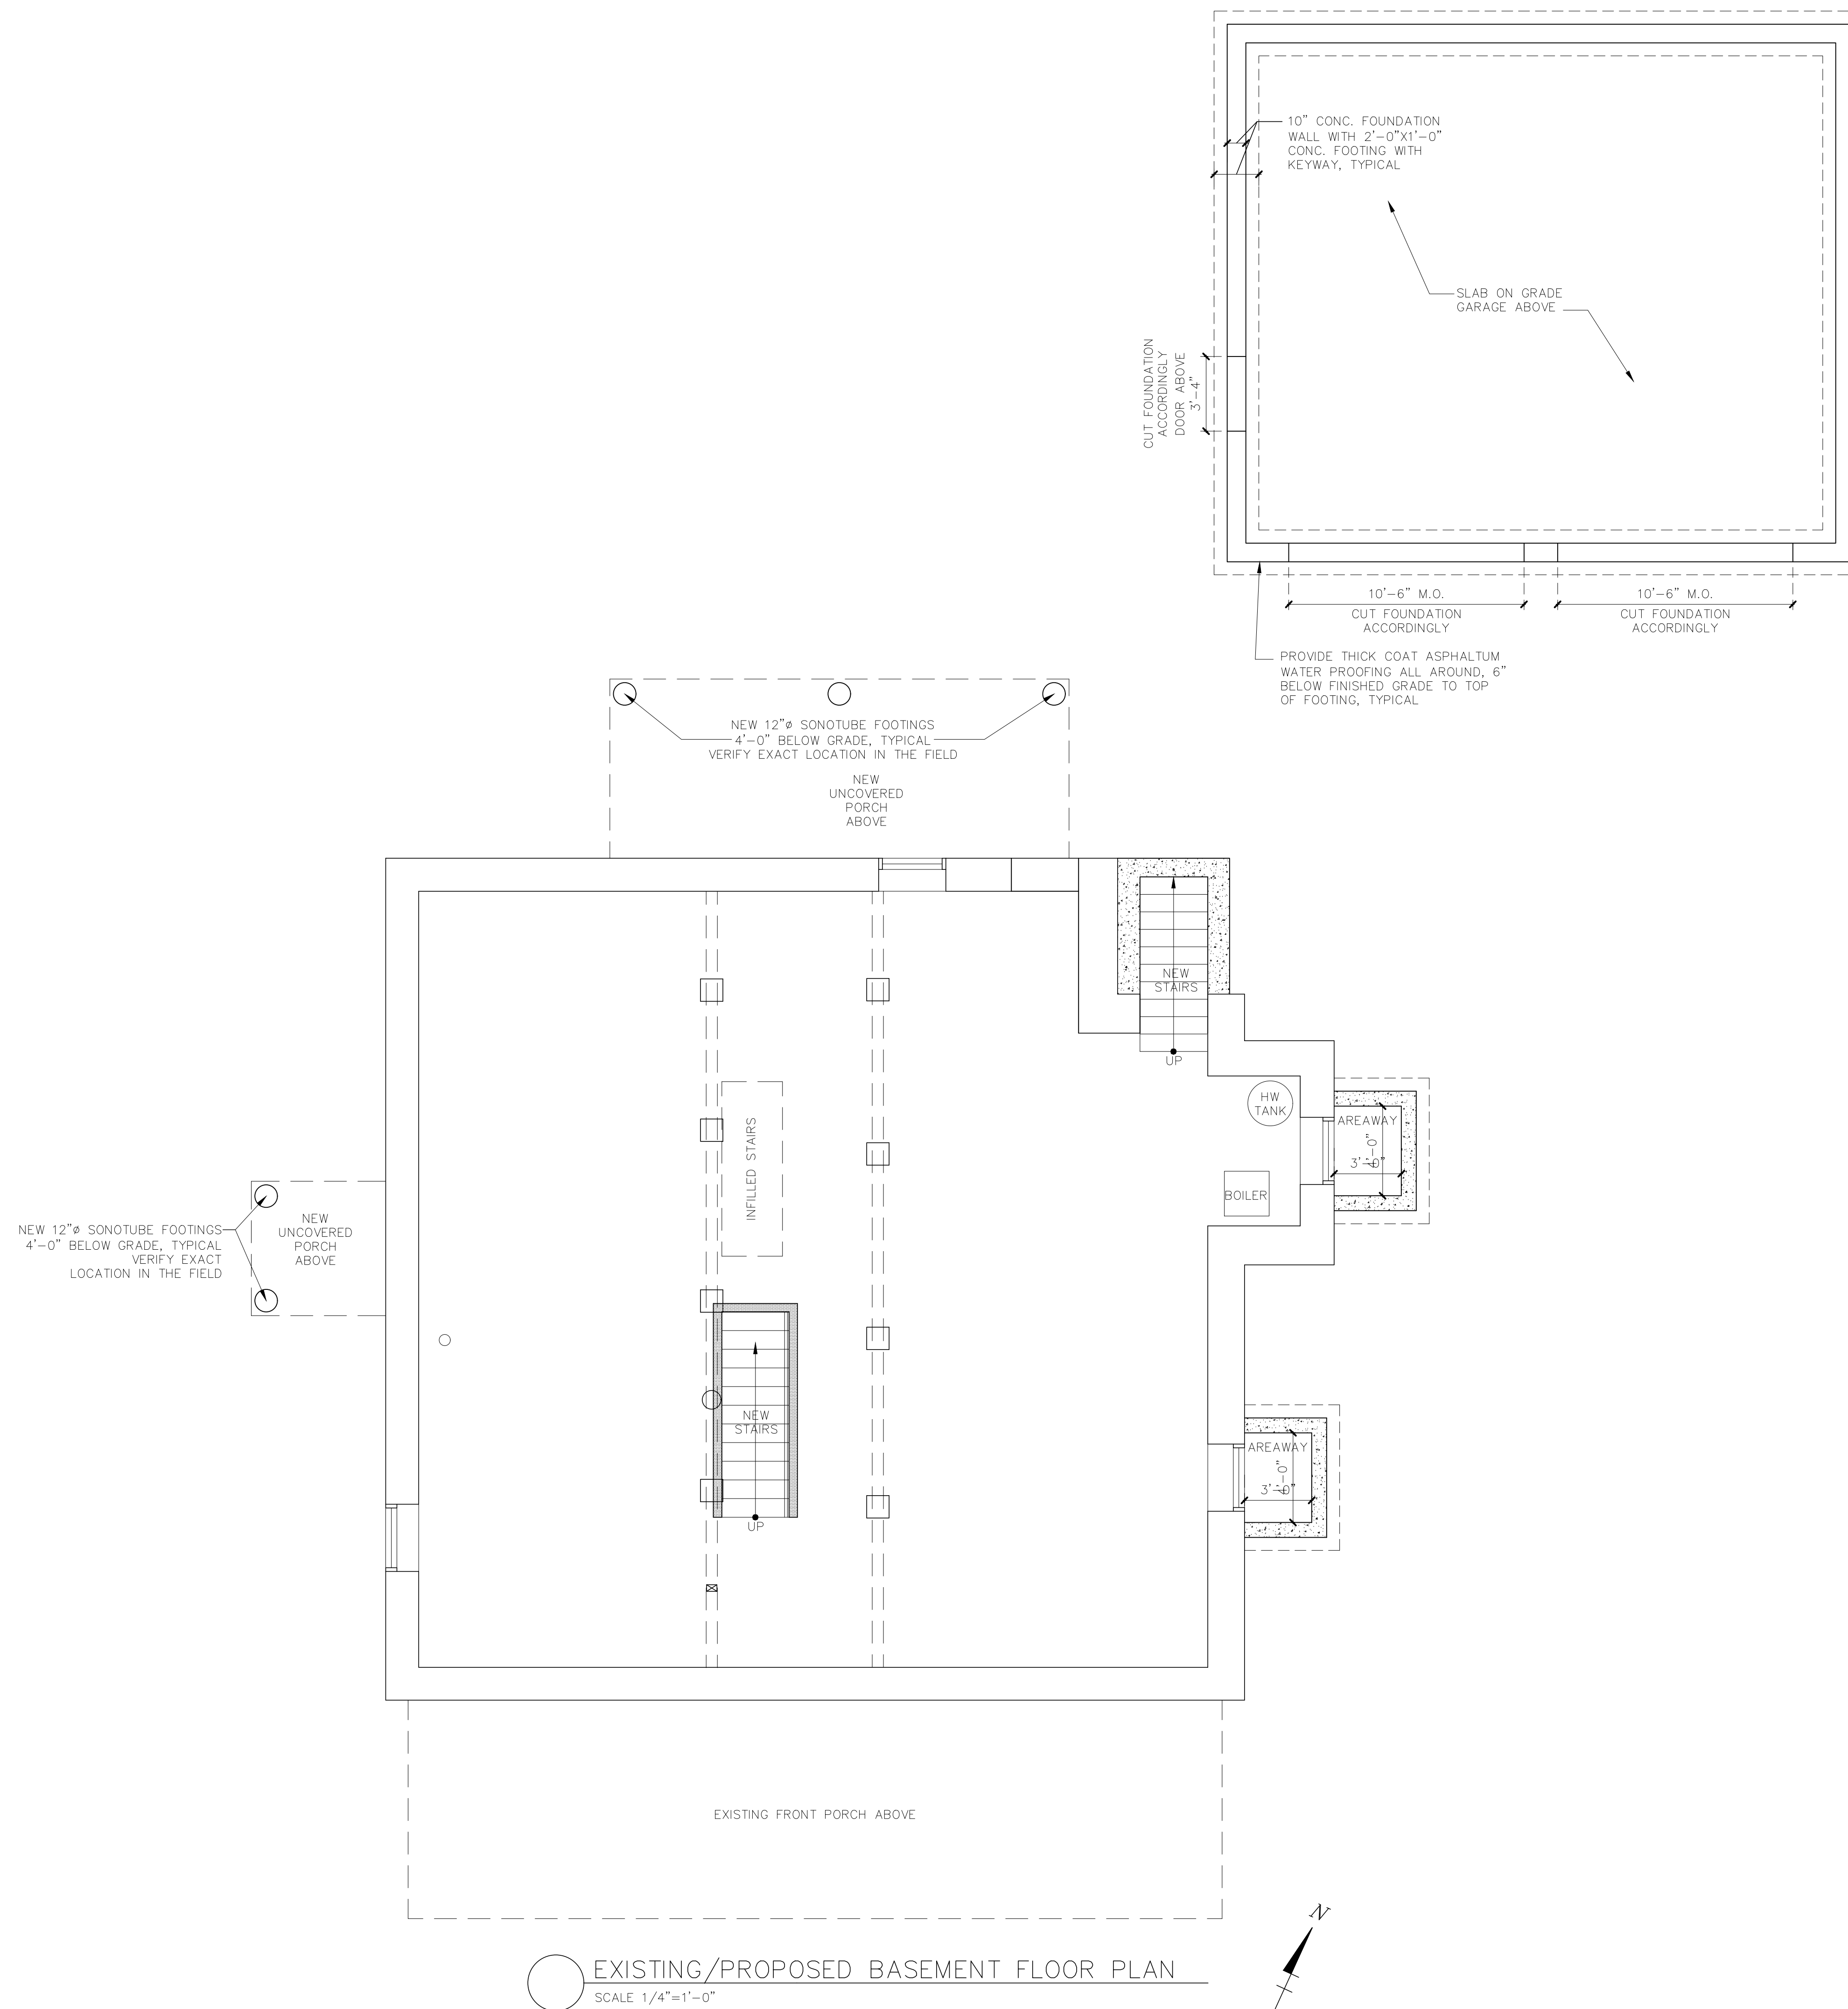 10" CONC. FOUNDATION
WALL WITH 2'-0"X1'-0"
CONC. FOOTING WITH
KEYWAY, TYPICAL
SLAB ON GRADE
GARAGE ABOVE
CUT FOUNDATION
ACCORDINGLY
DOOR ABOVE
3'-4"
10'-6" M.O.
CUT FOUNDATION
ACCORDINGLY
10'-6" M.O.
CUT FOUNDATION
ACCORDINGLY
PROVIDE THICK COAT ASPHALTUM
WATER PROOFING ALL AROUND, 6"
BELOW FINISHED GRADE TO TOP
OF FOOTING, TYPICAL
NEW 12"ø SONOTUBE FOOTINGS
4'-0" BELOW GRADE, TYPICAL
VERIFY EXACT LOCATION IN THE FIELD
NEW
UNCOVERED
PORCH
ABOVE
NEW
STAIRS
UP
HW
TANK
AREAWAY
4'-0"
3'-0"
BOILER
INFILLED STAIRS
NEW 12"ø SONOTUBE FOOTINGS
4'-0" BELOW GRADE, TYPICAL
VERIFY EXACT
LOCATION IN THE FIELD
NEW
UNCOVERED
PORCH
ABOVE
NEW
STAIRS
UP
AREAWAY
4'-0"
3'-0"
EXISTING FRONT PORCH ABOVE
N
EXISTING/PROPOSED BASEMENT FLOOR PLAN
SCALE 1/4"=1'-0"